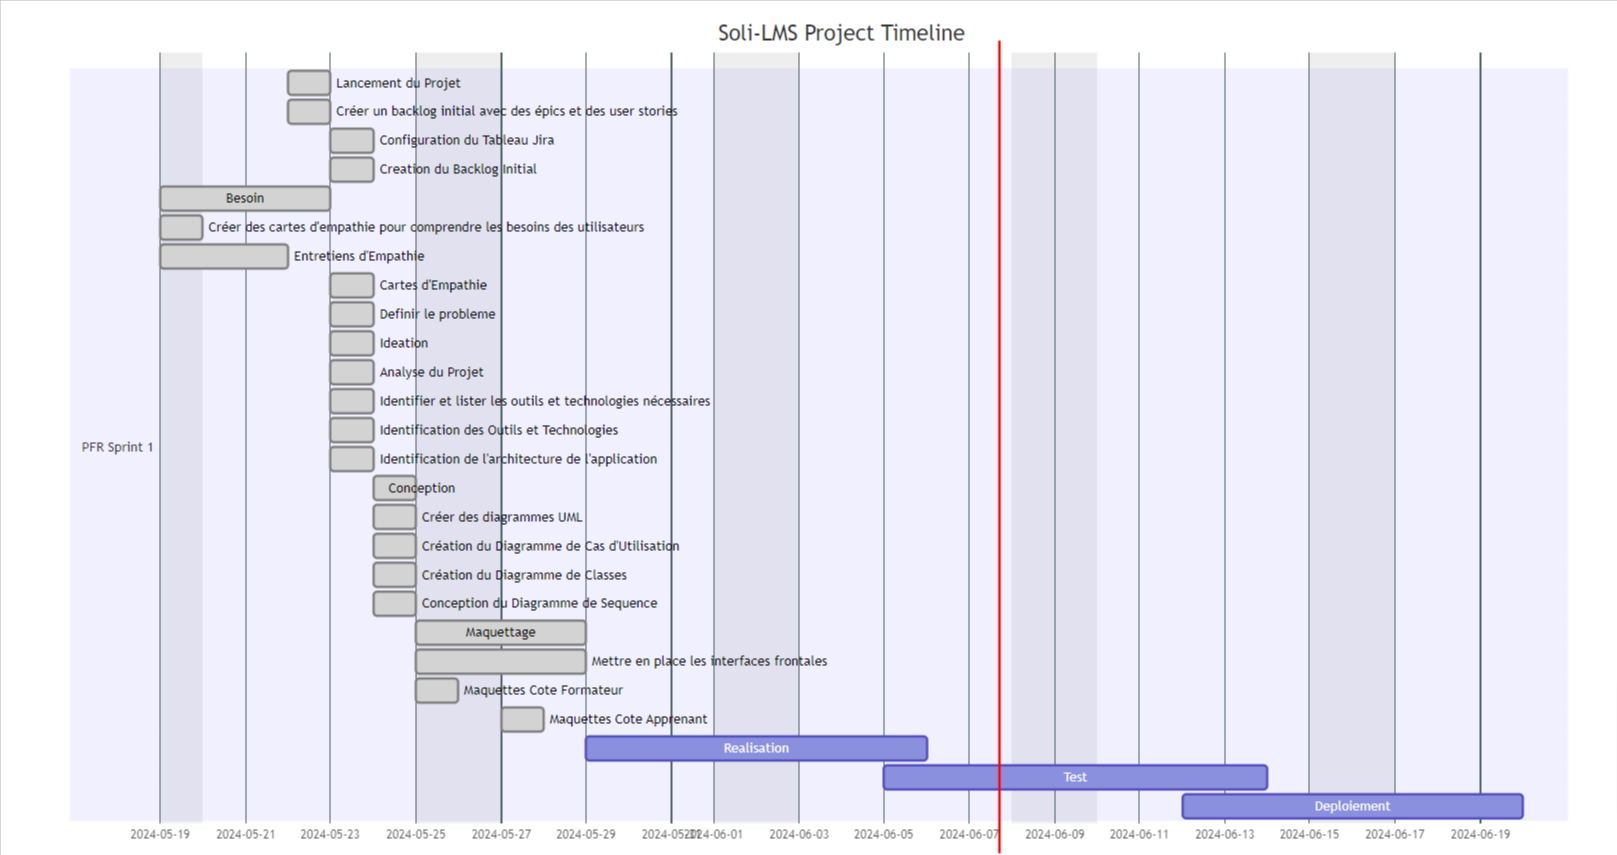 Soli-LMS Project Timeline
Lancement du Projet
Créer un backlog initial avec des épics et des user stories
Configuration du Tableau Jira
Creation du Backlog Initial
Besoin
Créer des cartes d'empathie pour comprendre les besoins des utilisateurs
Entretiens d'Empathie
Cartes d'Empathie
Definir le probleme
Ideation
Analyse du Projet
Identifier et lister les outils et technologies nécessaires
Identification des Outils et Technologies
PFR Sprint 1
Identification de l'architecture de l'application
Conception
Créer des diagrammes UML
Création du Diagramme de Cas d'Utilisation
Création du Diagramme de Classes
Conception du Diagramme de Sequence
Maquettage
Mettre en place les interfaces frontales
Maquettes Cote Formateur
Maquettes Cote Apprenant
Realisation
Test
Deploiement
2024-05-19 2024-05-21 2024-05-23 2024-05-25 2024-05-27 2024-05-29 2024-05-31 2024-06-01 2024-06-03 2024-06-05 2024-06-07 2024-06-09 2024-06-11 2024-06-13 2024-06-15 2024-06-17 2024-06-19